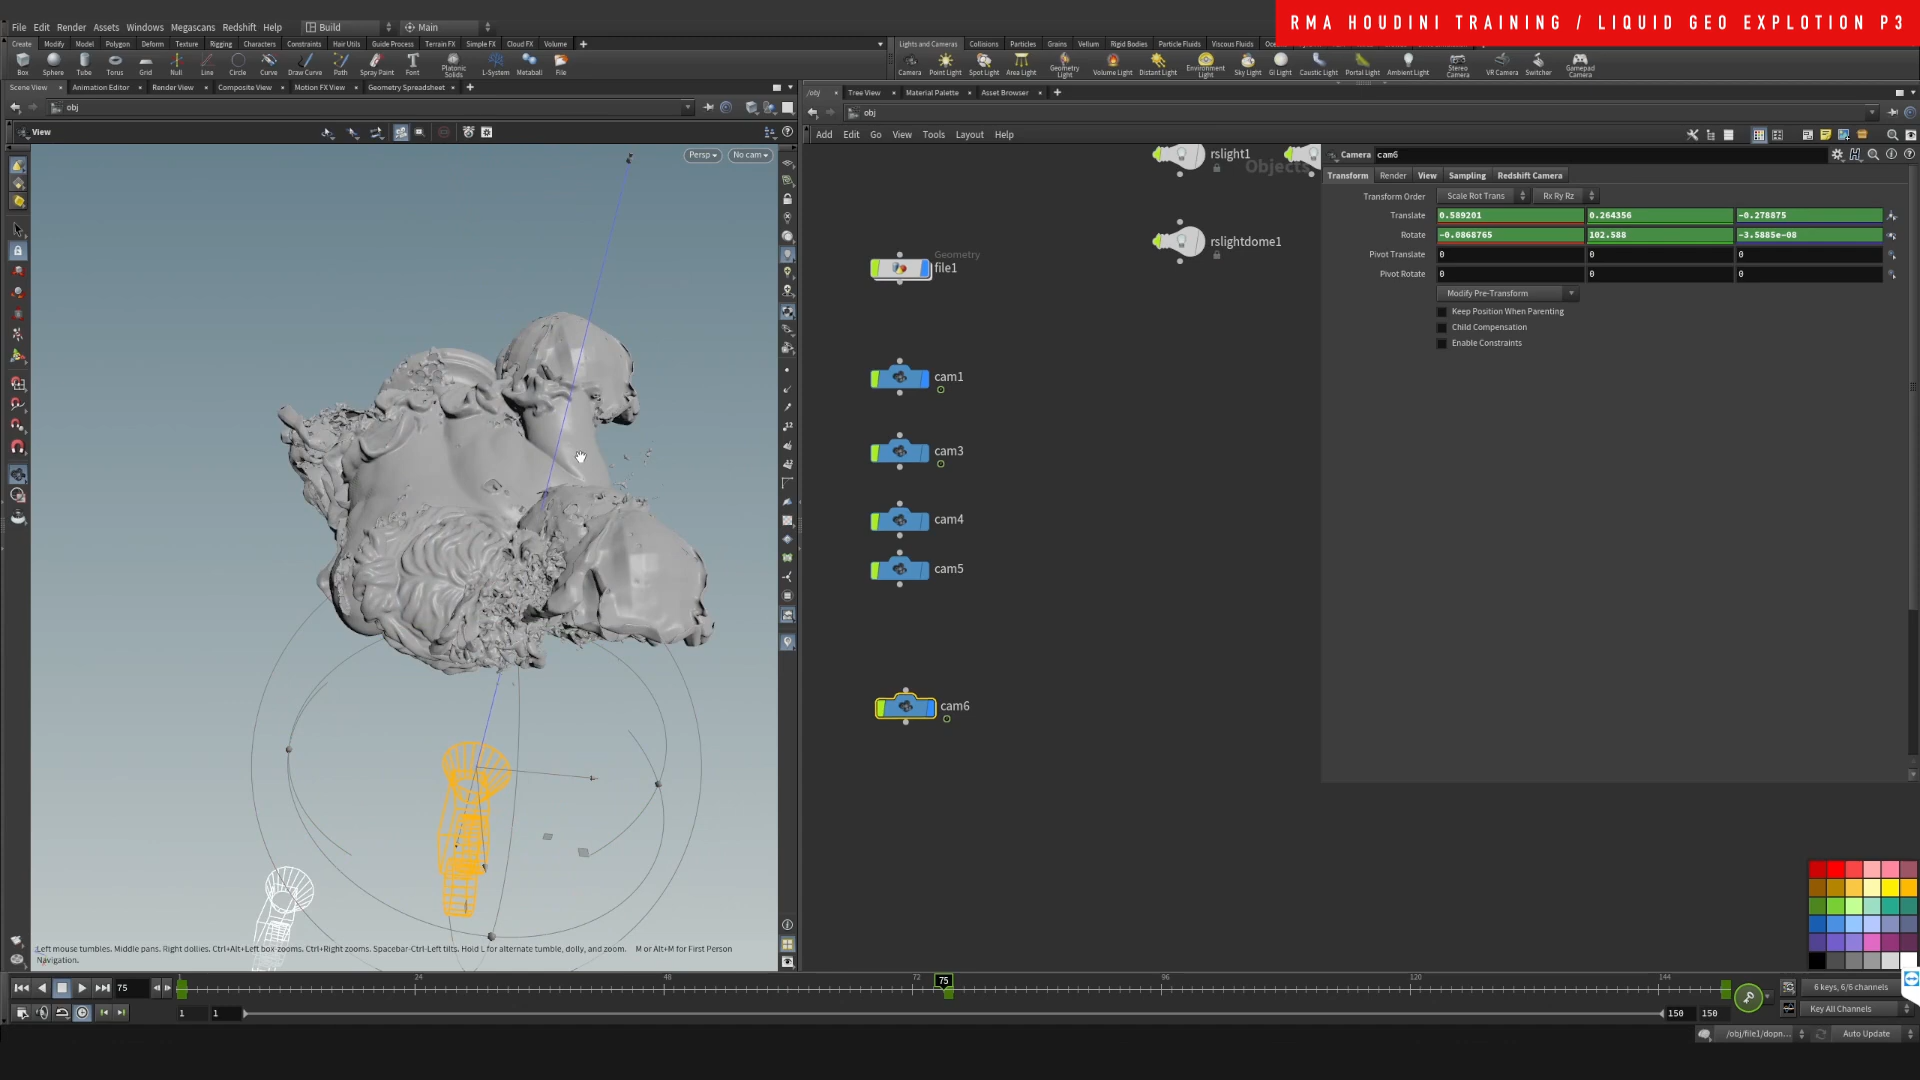 RMA HOUDINI TRAINING / LIQUID GEO EXPLOTION P3
File Edit Render Assets Windows Megascans Redshift Help Build Main
Create Modify Model Polygon Deform Texture Rigging Characters Constraints Hair Utils Guide Process Terrain FX Simple FX Cloud FX Volume
Lights and Cameras Collisions Particles Grains Vellum Rigid Bodies Particle Fluids Viscous Fluids
Box Sphere Tube Torus Grid Null Line Circle Curve Draw Curve Path Spray Paint Font Platonic Solids L-System Metaball File
Camera Point Light Spot Light Area Light Geometry Light Volume Light Distant Light Environment Light Sky Light GI Light Caustic Light Portal Light Ambient Light Stereo Camera VR Camera Switcher Gamepad Camera
Scene View Animation Editor Render View Composite View Motion FX View Geometry Spreadsheet
/obj Tree View Material Palette Asset Browser
obj
obj
View
Add Edit Go View Tools Layout Help
Persp No cam
rslight1
Objects
rslightdome1
Geometry
file1
cam1
cam3
cam4
cam5
cam6
Camera cam6
Transform Render View Sampling Redshift Camera
Transform Order Scale Rot Trans Rx Ry Rz
Translate 0.589201 0.264356 -0.278875
Rotate -0.0868765 102.588 -3.5885e-08
Pivot Translate 0 0 0
Pivot Rotate 0 0 0
Modify Pre-Transform
Keep Position When Parenting
Child Compensation
Enable Constraints
Left mouse tumbles. Middle pans. Right dollies. Ctrl+Alt+Left box-zooms. Ctrl+Right zooms. Spacebar-Ctrl-Left tilts. Hold L for alternate tumble, dolly, and zoom. M or Alt+M for First Person
Navigation.
24 48 72 75 96 120 144
75
6 keys, 6/6 channels
1 1 150 150
Key All Channels
/obj/file1/dopn... Auto Update